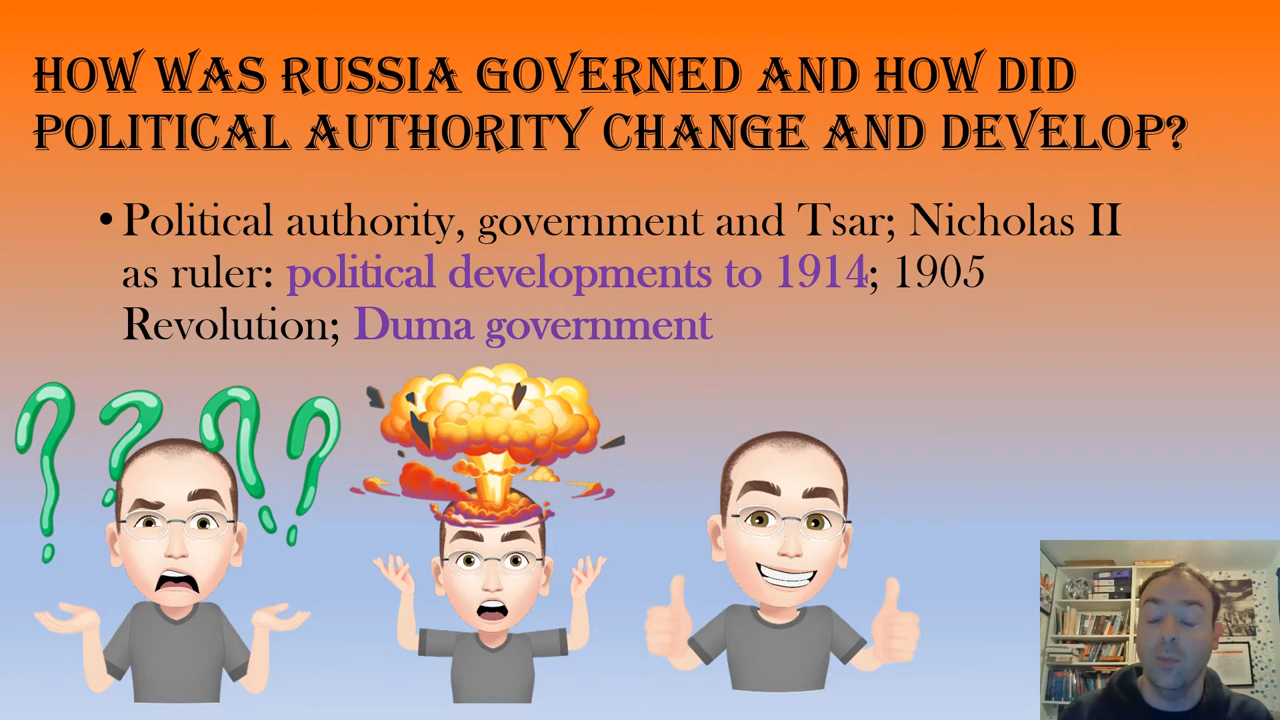 HOW WAS RUSSIA GOVERNED AND HOW DID
POLITICAL AUTHORITY CHANGE AND DEVELOP?
• Political authority, government and Tsar; Nicholas II
as ruler: political developments to 1914; 1905
Revolution; Duma government
????